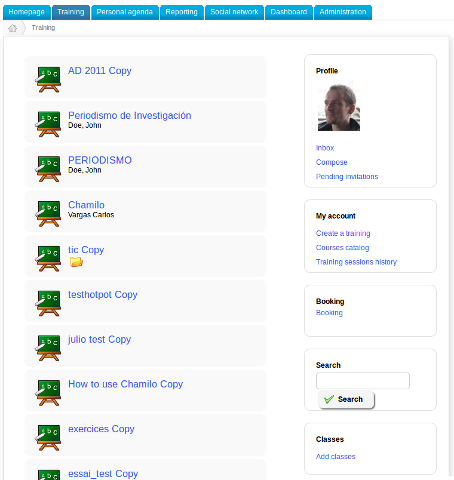 Homepage Training Personal agenda Reporting Social network Dashboard Administration
Training
AD 2011 Copy
Periodismo de Investigación
Doe, John
PERIODISMO
Doe, John
Chamilo
Vargas Carlos
tic Copy
testhotpot Copy
julio test Copy
How to use Chamilo Copy
exercices Copy
essai_test Copy
Profile
Inbox
Compose
Pending invitations
My account
Create a training
Courses catalog
Training sessions history
Booking
Booking
Search
Search
Classes
Add classes